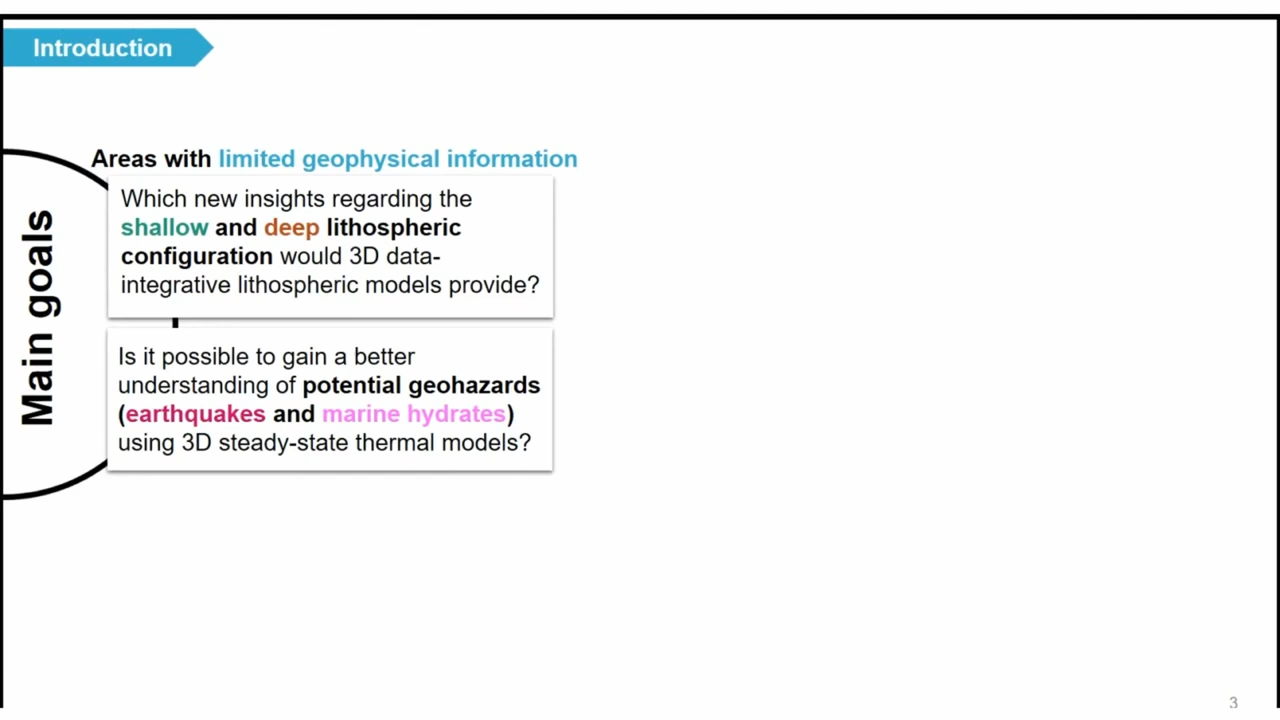 Introduction
Areas with limited geophysical information
Main goals
Which new insights regarding the
shallow and deep lithospheric
configuration would 3D data-
integrative lithospheric models provide?
Is it possible to gain a better
understanding of potential geohazards
(earthquakes and marine hydrates)
using 3D steady-state thermal models?
3